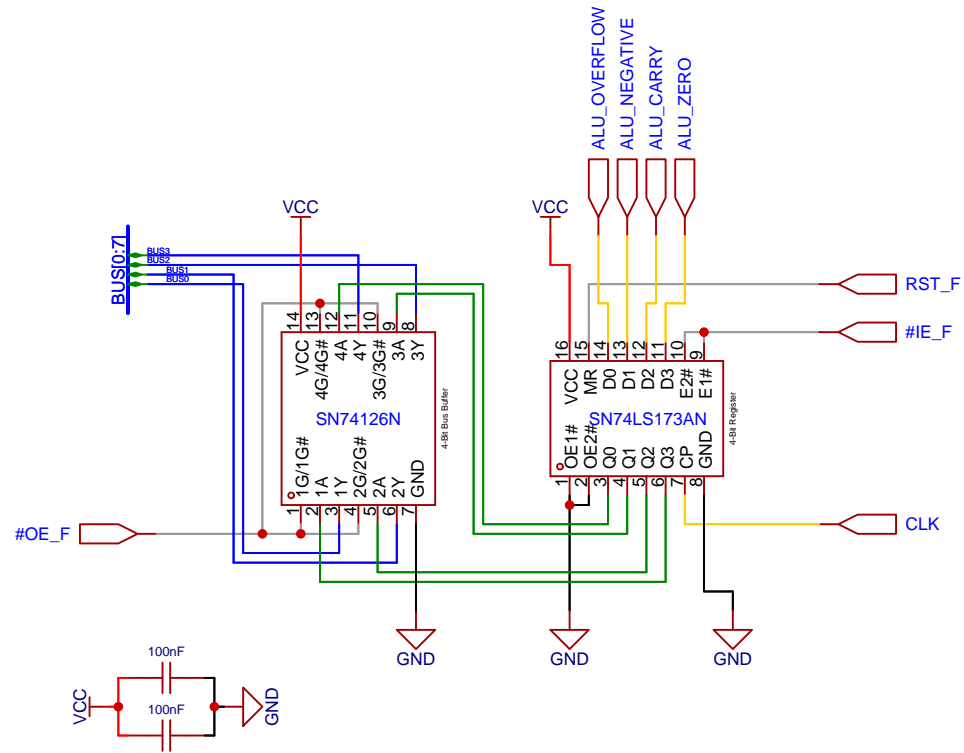 ALU_OVERFLOW
ALU_NEGATIVE
ALU_CARRY
ALU_ZERO
VCC
VCC
BUS[0:7]
BUS3
BUS2
BUS1
BUS0
RST_F
#IE_F
14
13
12
11
10
9
8
VCC
4G/4G#
4A
4Y
3G/3G#
3A
3Y
SN74126N
4-Bit Bus Buffer
1G/1G#
1A
1Y
2G/2G#
2A
2Y
GND
1
2
3
4
5
6
7
16
15
14
13
12
11
10
9
VCC
MR
D0
D1
D2
D3
E2#
E1#
SN74LS173AN
4-Bit Register
OE1#
OE2#
Q0
Q1
Q2
Q3
CP
GND
1
2
3
4
5
6
7
8
#OE_F
CLK
GND
GND
GND
100nF
VCC
100nF
GND